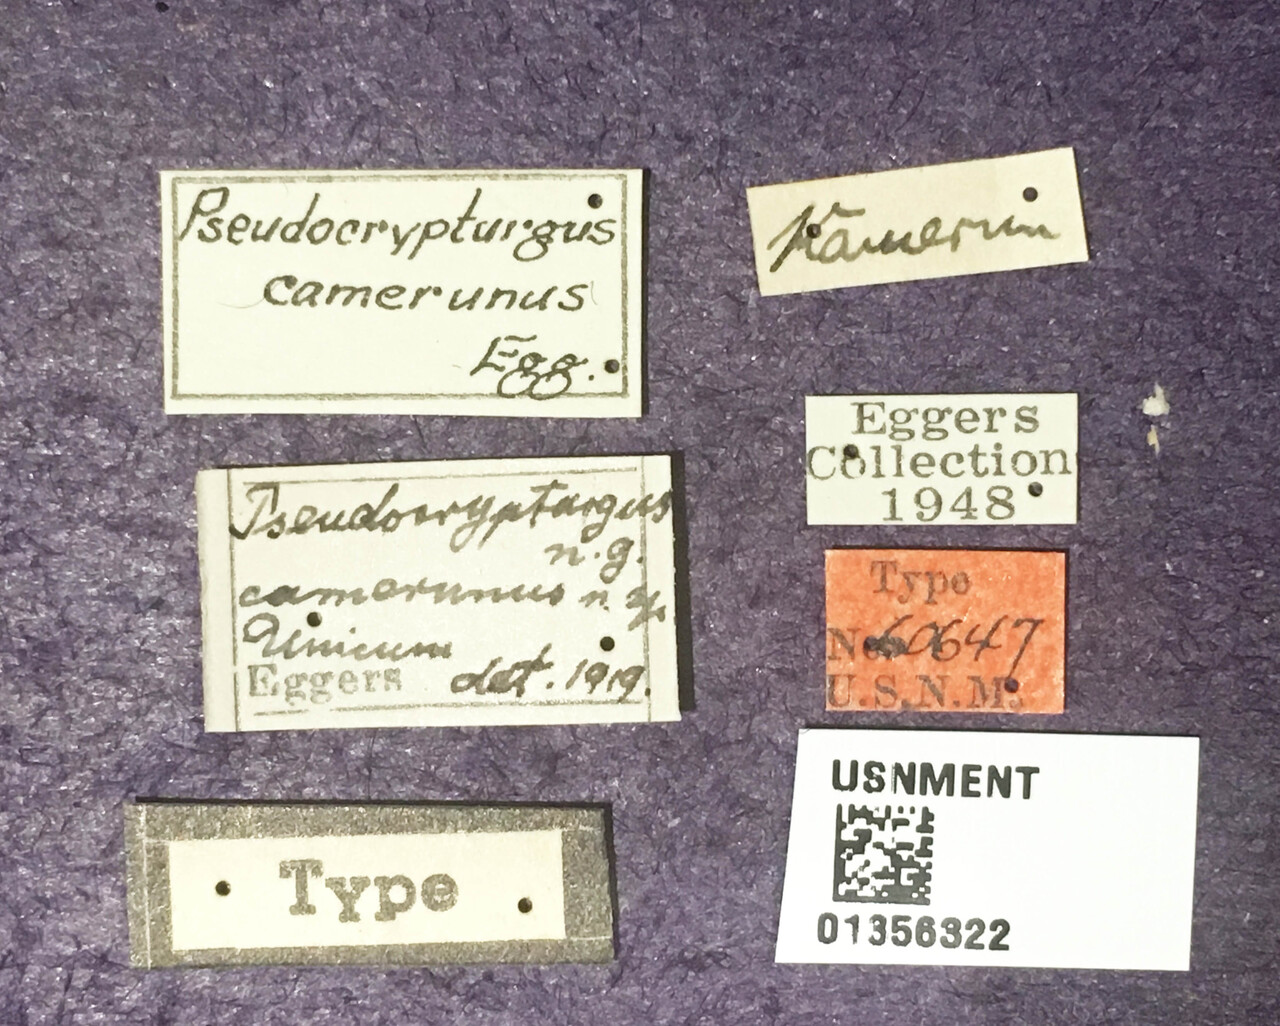 Pseudocrypturgus
camerunus
Egg.
Kamerun
Pseudocrypturgus
n.g.
camerunus n. sp.
Unicum
Eggers det. 1919.
Eggers
Collection
1948
Type
No. 60647
U.S.N.M.
Type
USNMENT
01356322